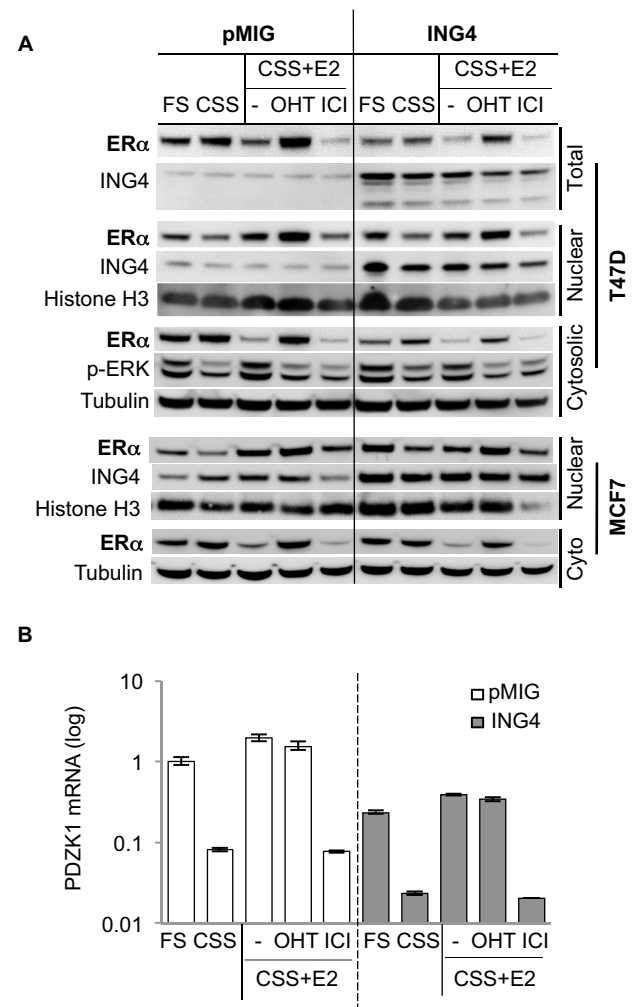 A
pMIG ING4
CSS+E2 CSS+E2
FS CSS - OHT ICI FS CSS - OHT ICI
ERα
ING4
Total
ERα
ING4
Histone H3
Nuclear
T47D
ERα
p-ERK
Tubulin
Cytosolic
ERα
ING4
Histone H3
Nuclear
MCF7
ERα
Tubulin
Cyto
B
PDZK1 mRNA (log)
10
1
0.1
0.01
pMIG
ING4
FS CSS - OHT ICI FS CSS - OHT ICI
CSS+E2 CSS+E2